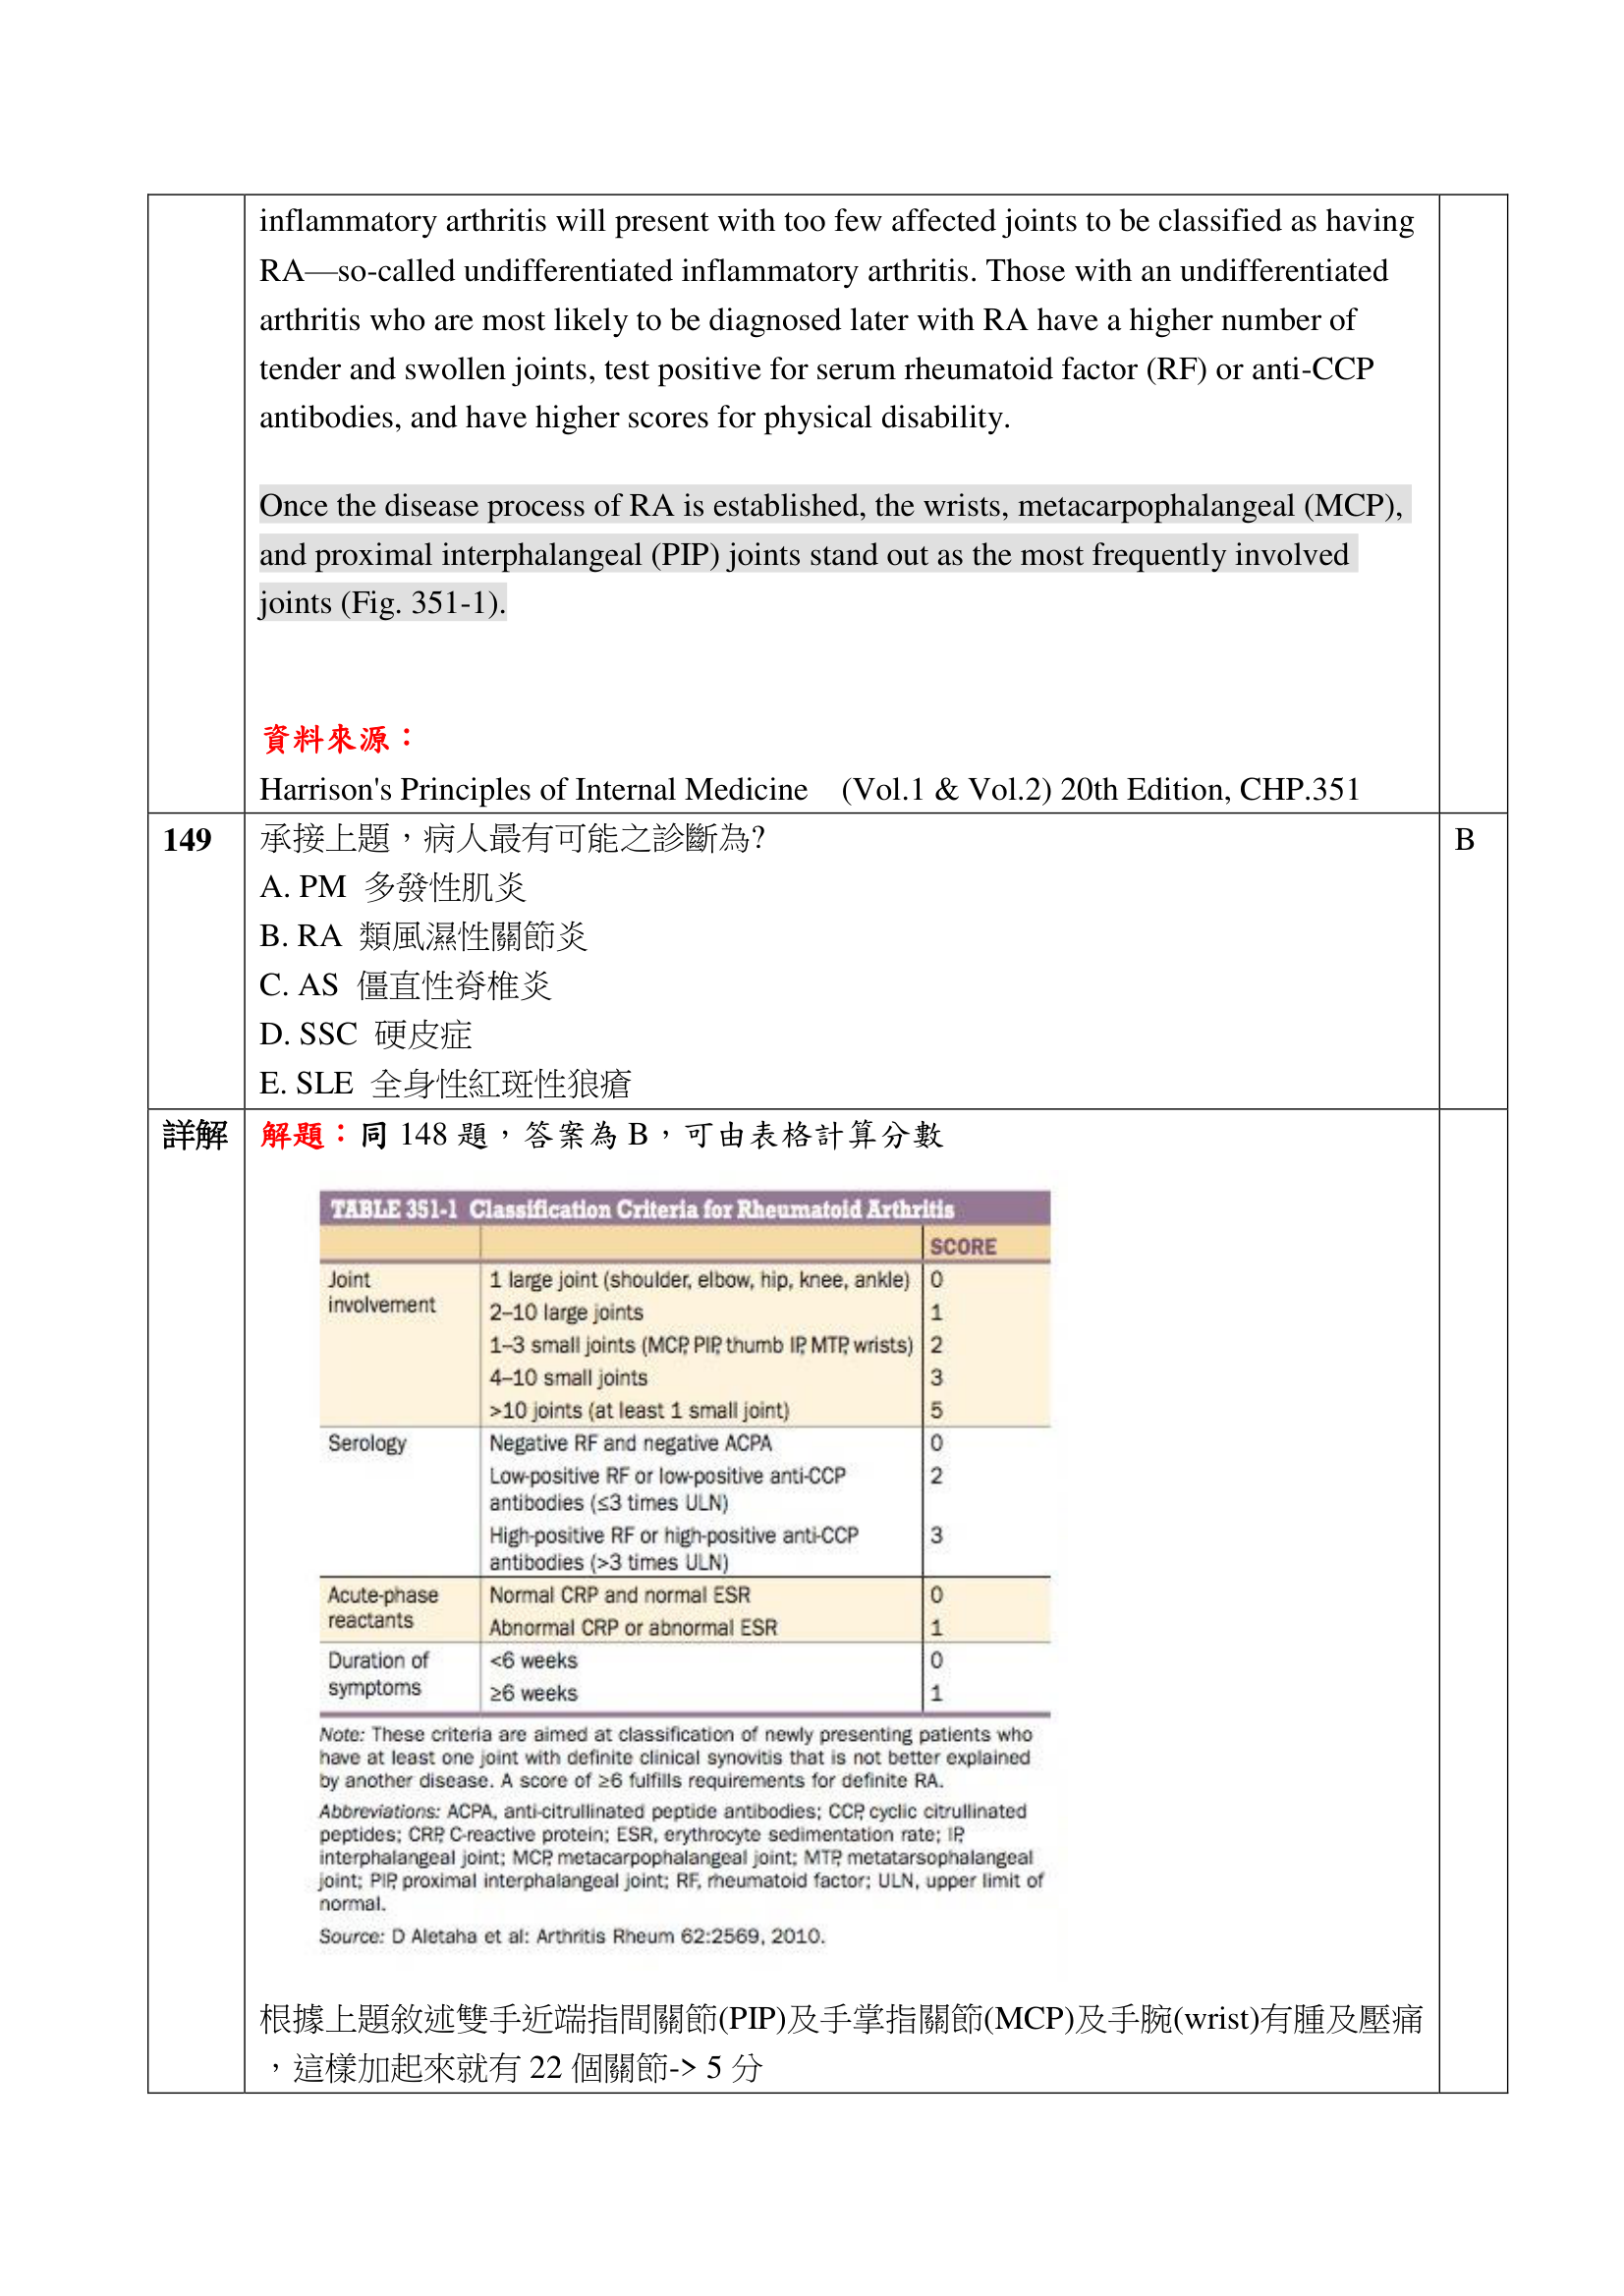 inflammatory arthritis will present with too few affected joints to be classified as having
RA—so-called undifferentiated inflammatory arthritis. Those with an undifferentiated
arthritis who are most likely to be diagnosed later with RA have a higher number of
tender and swollen joints, test positive for serum rheumatoid factor (RF) or anti-CCP
antibodies, and have higher scores for physical disability.
Once the disease process of RA is established, the wrists, metacarpophalangeal (MCP),
and proximal interphalangeal (PIP) joints stand out as the most frequently involved
joints (Fig. 351-1).
資料來源：
Harrison's Principles of Internal Medicine (Vol.1 & Vol.2) 20th Edition, CHP.351
149 承接上題，病人最有可能之診斷為? B
A. PM 多發性肌炎
B. RA 類風濕性關節炎
C. AS 僵直性脊椎炎
D. SSC 硬皮症
E. SLE 全身性紅斑性狼瘡
詳解 解題：同 148 題，答案為 B，可由表格計算分數
TABLE 351-1 Classification Criteria for Rheumatoid Arthritis
SCORE
Joint 1 large joint (shoulder, elbow, hip, knee, ankle) 0
involvement
2–10 large joints 1
1–3 small joints (MCP, PIP, thumb IP, MTP, wrists) 2
4–10 small joints 3
>10 joints (at least 1 small joint) 5
Serology Negative RF and negative ACPA 0
Low-positive RF or low-positive anti-CCP 2
antibodies (≤3 times ULN)
High-positive RF or high-positive anti-CCP 3
antibodies (>3 times ULN)
Acute-phase Normal CRP and normal ESR 0
reactants Abnormal CRP or abnormal ESR 1
Duration of <6 weeks 0
symptoms ≥6 weeks 1
Note: These criteria are aimed at classification of newly presenting patients who
have at least one joint with definite clinical synovitis that is not better explained
by another disease. A score of ≥6 fulfills requirements for definite RA.
Abbreviations: ACPA, anti-citrullinated peptide antibodies; CCP, cyclic citrullinated
peptides; CRP, C-reactive protein; ESR, erythrocyte sedimentation rate; IP,
interphalangeal joint; MCP, metacarpophalangeal joint; MTP, metatarsophalangeal
joint; PIP, proximal interphalangeal joint; RF, rheumatoid factor; ULN, upper limit of
normal.
Source: D Aletaha et al: Arthritis Rheum 62:2569, 2010.
根據上題敘述雙手近端指間關節(PIP)及手掌指關節(MCP)及手腕(wrist)有腫及壓痛
，這樣加起來就有 22 個關節-> 5 分